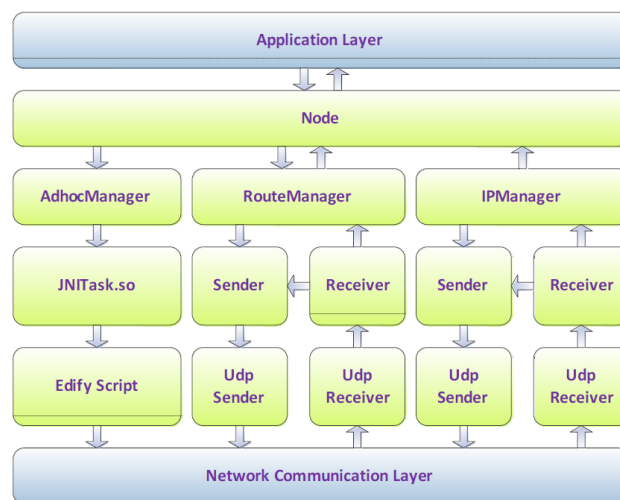 Application Layer
Node
AdhocManager
RouteManager
IPManager
JNITask.so
Sender
Receiver
Sender
Receiver
Edify Script
Udp
Sender
Udp
Receiver
Udp
Sender
Udp
Receiver
Network Communication Layer